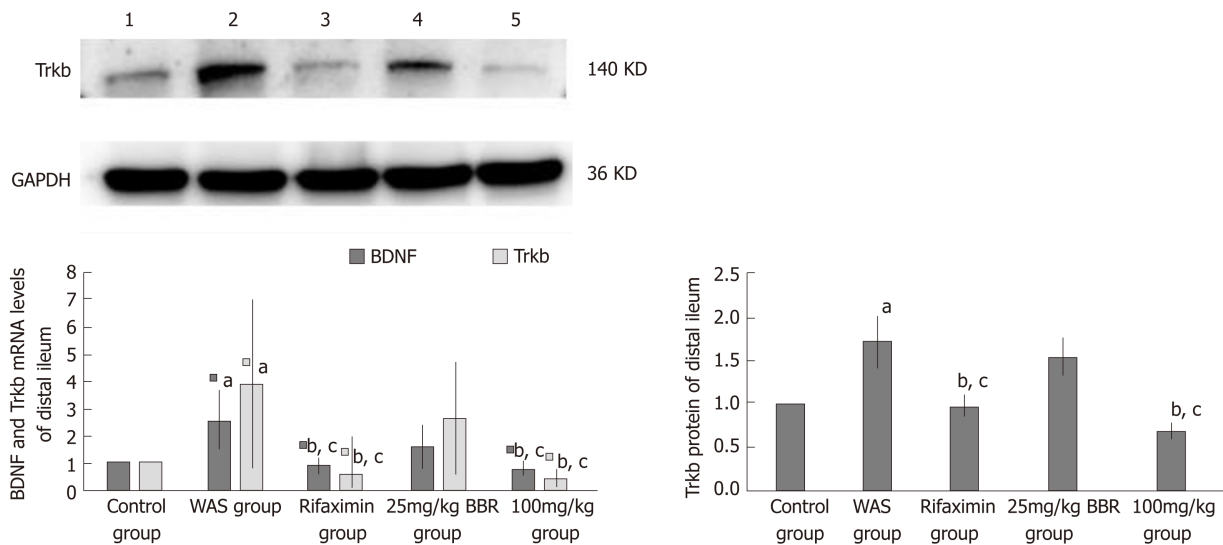 1 2 3 4 5
Trkb 140 KD
GAPDH 36 KD
BDNF Trkb
BDNF and Trkb mRNA levels
of distal ileum
8
7
6
5
4
3
2
1
0
a a
b, c b, c
b, c b, c
Control WAS group Rifaximin 25mg/kg BBR 100mg/kg
group group group group
Trkb protein of distal ileum
2.5
2.0
1.5
1.0
0.5
0.0
a
b, c
b, c
Control WAS Rifaximin 25mg/kg BBR 100mg/kg
group group group group group